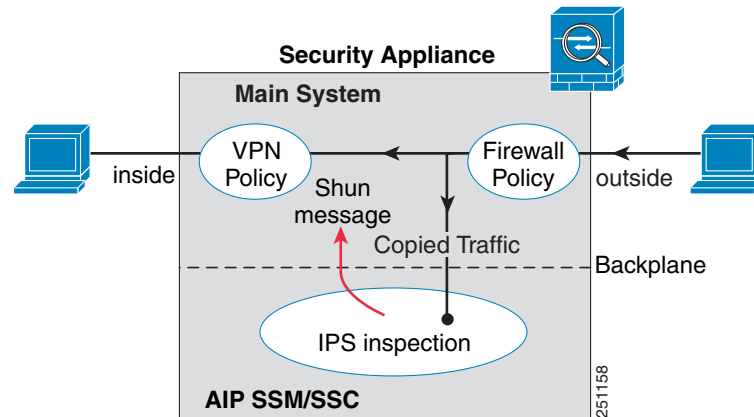 Security Appliance
Main System
VPN
Policy
Firewall
Policy
inside
outside
Shun
message
Copied Traffic
Backplane
IPS inspection
AIP SSM/SSC
251158